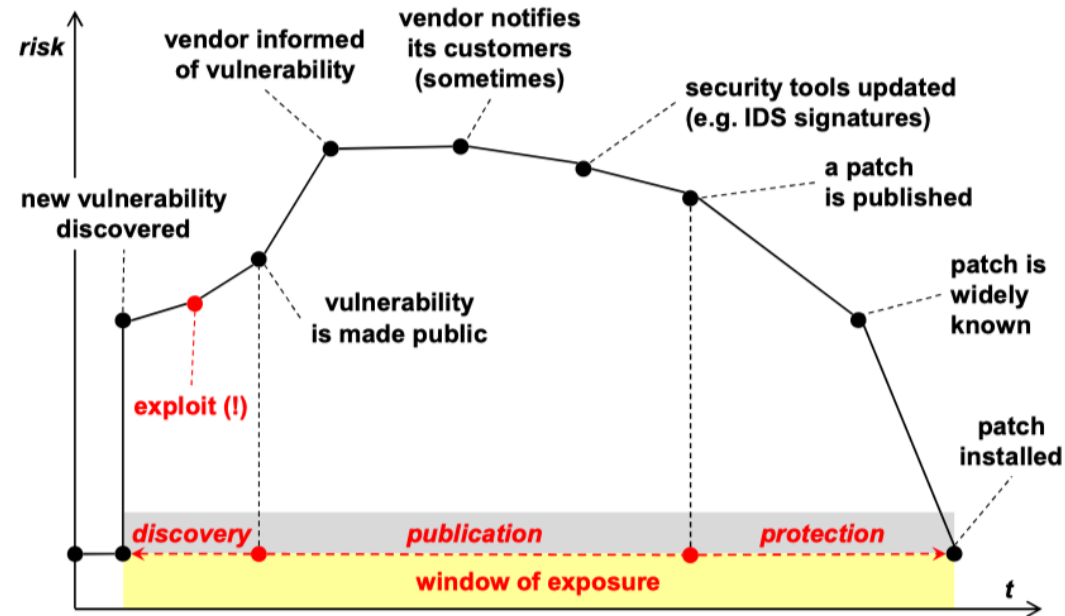 risk
vendor informed
of vulnerability
vendor notifies
its customers
(sometimes)
security tools updated
(e.g. IDS signatures)
a patch
is published
new vulnerability
discovered
vulnerability
is made public
patch is
widely
known
exploit (!)
patch
installed
discovery
publication
protection
window of exposure
t